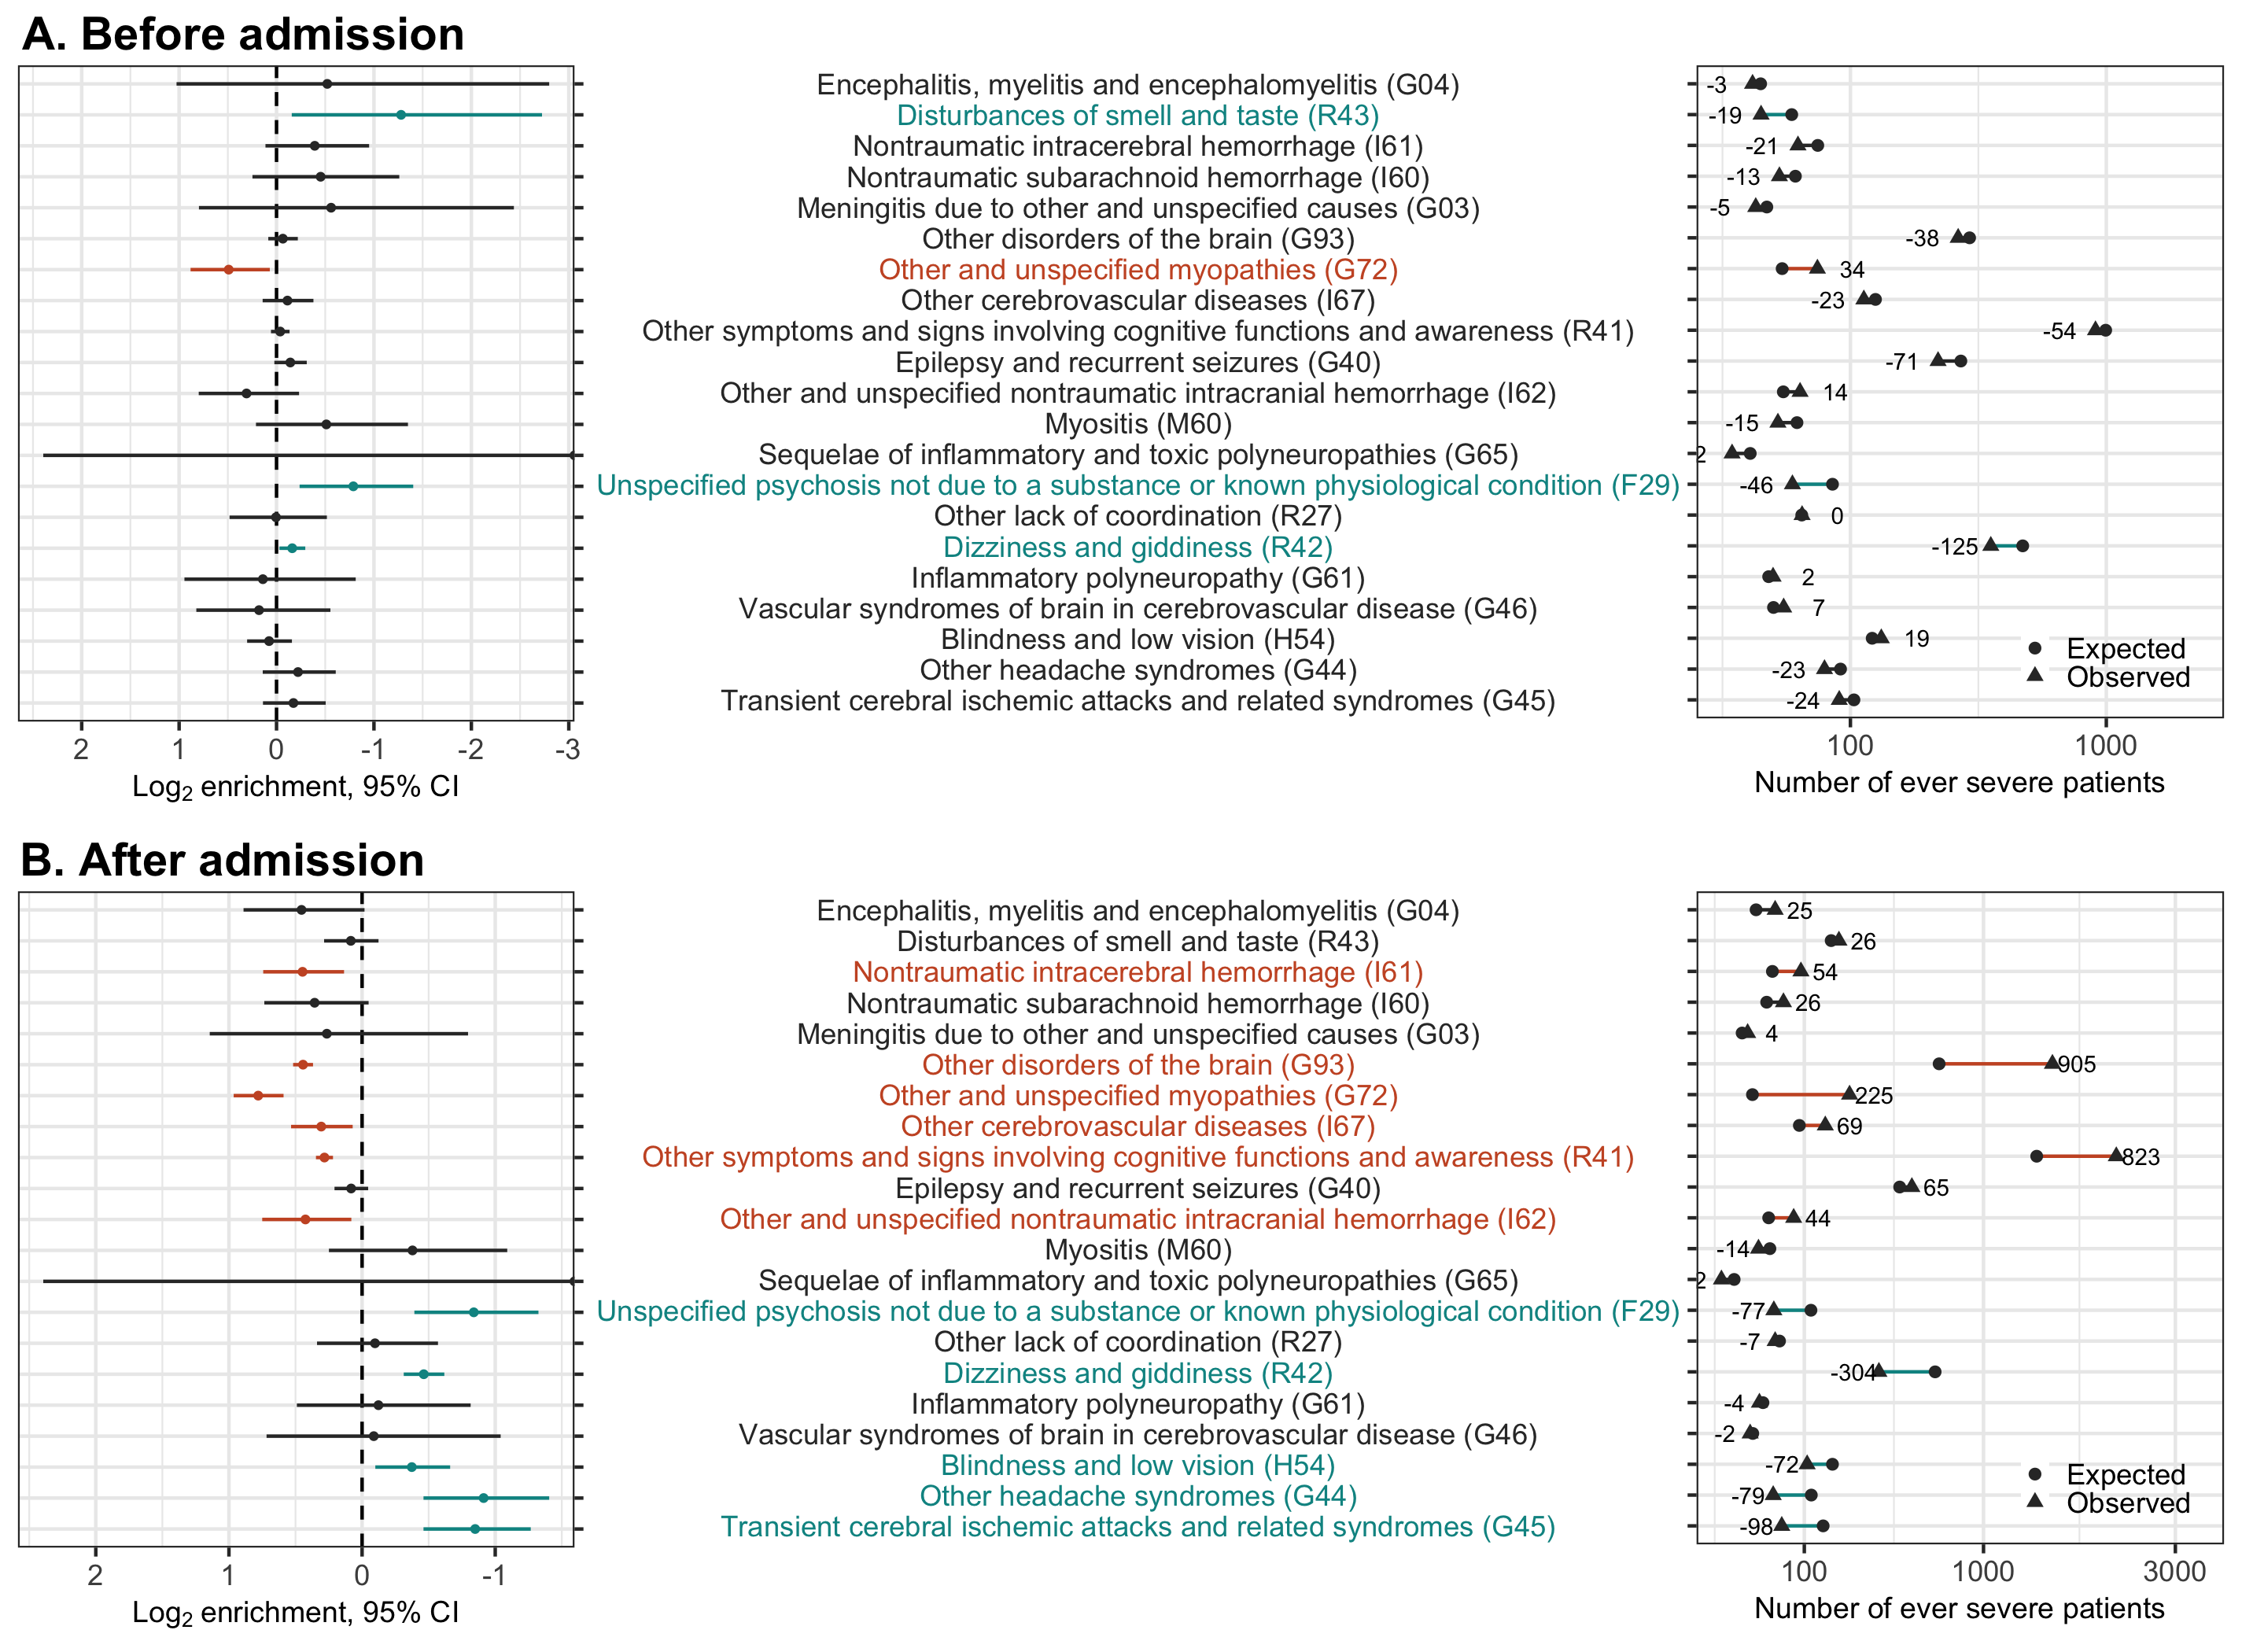 A. Before admission
Encephalitis, myelitis and encephalomyelitis (G04)
-3
Disturbances of smell and taste (R43)
-19
Nontraumatic intracerebral hemorrhage (I61)
-21
Nontraumatic subarachnoid hemorrhage (I60)
-13
Meningitis due to other and unspecified causes (G03)
-5
Other disorders of the brain (G93)
-38
Other and unspecified myopathies (G72)
34
Other cerebrovascular diseases (I67)
-23
Other symptoms and signs involving cognitive functions and awareness (R41)
-54
Epilepsy and recurrent seizures (G40)
-71
Other and unspecified nontraumatic intracranial hemorrhage (I62)
14
Myositis (M60)
-15
Sequelae of inflammatory and toxic polyneuropathies (G65)
2
Unspecified psychosis not due to a substance or known physiological condition (F29)
-46
Other lack of coordination (R27)
0
Dizziness and giddiness (R42)
-125
Inflammatory polyneuropathy (G61)
2
Vascular syndromes of brain in cerebrovascular disease (G46)
7
Blindness and low vision (H54)
19
Other headache syndromes (G44)
-23
Transient cerebral ischemic attacks and related syndromes (G45)
-24
Expected
Observed
2 1 0 -1 -2 -3
Log2 enrichment, 95% CI
100 1000
Number of ever severe patients
B. After admission
Encephalitis, myelitis and encephalomyelitis (G04)
25
Disturbances of smell and taste (R43)
26
Nontraumatic intracerebral hemorrhage (I61)
54
Nontraumatic subarachnoid hemorrhage (I60)
26
Meningitis due to other and unspecified causes (G03)
4
Other disorders of the brain (G93)
905
Other and unspecified myopathies (G72)
225
Other cerebrovascular diseases (I67)
69
Other symptoms and signs involving cognitive functions and awareness (R41)
823
Epilepsy and recurrent seizures (G40)
65
Other and unspecified nontraumatic intracranial hemorrhage (I62)
44
Myositis (M60)
-14
Sequelae of inflammatory and toxic polyneuropathies (G65)
2
Unspecified psychosis not due to a substance or known physiological condition (F29)
-77
Other lack of coordination (R27)
-7
Dizziness and giddiness (R42)
-304
Inflammatory polyneuropathy (G61)
-4
Vascular syndromes of brain in cerebrovascular disease (G46)
-2
Blindness and low vision (H54)
-72
Other headache syndromes (G44)
-79
Transient cerebral ischemic attacks and related syndromes (G45)
-98
Expected
Observed
2 1 0 -1
Log2 enrichment, 95% CI
100 1000 3000
Number of ever severe patients